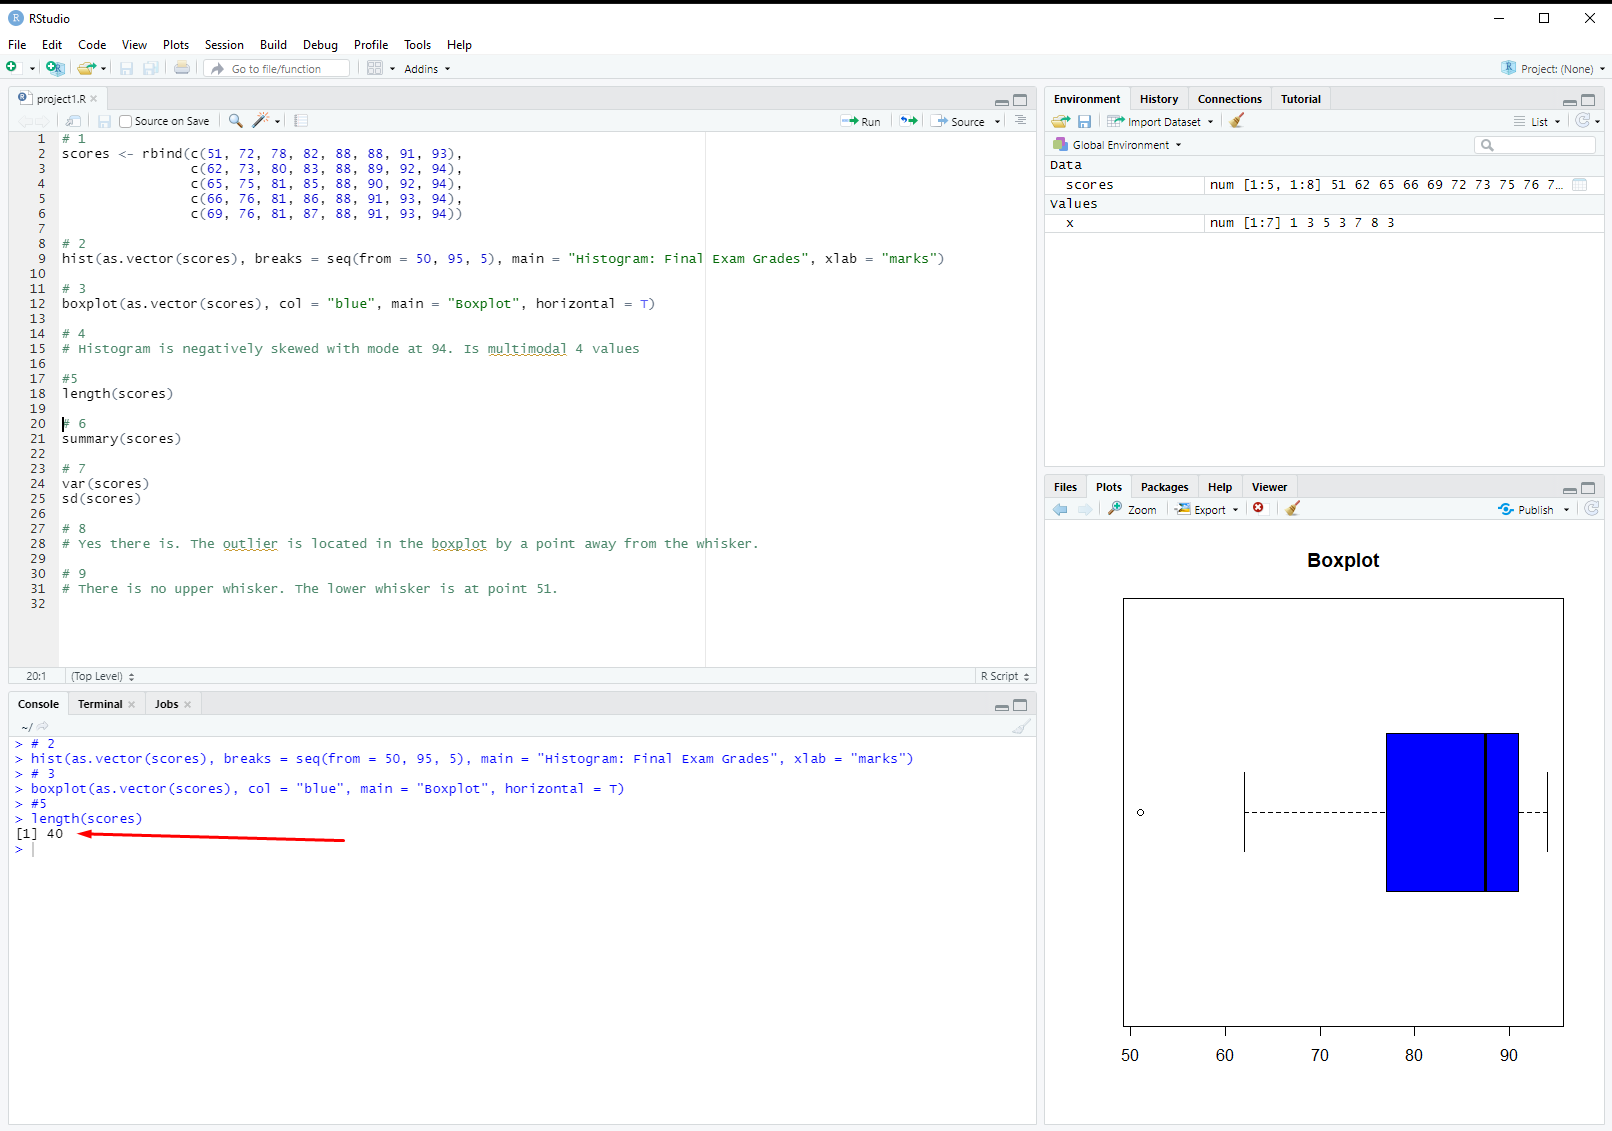 RStudio
File Edit Code View Plots Session Build Debug Profile Tools Help
Go to file/function Addins Project: (None)
project1.R
Source on Save Run Source
1 # 1
2 scores <- rbind(c(51, 72, 78, 82, 88, 88, 91, 93),
3 c(62, 73, 80, 83, 88, 89, 92, 94),
4 c(65, 75, 81, 85, 88, 90, 92, 94),
5 c(66, 76, 81, 86, 88, 91, 93, 94),
6 c(69, 76, 81, 87, 88, 91, 93, 94))
7
8 # 2
9 hist(as.vector(scores), breaks = seq(from = 50, 95, 5), main = "Histogram: Final Exam Grades", xlab = "marks")
10
11 # 3
12 boxplot(as.vector(scores), col = "blue", main = "Boxplot", horizontal = T)
13
14 # 4
15 # Histogram is negatively skewed with mode at 94. Is multimodal 4 values
16
17 #5
18 length(scores)
19
20 # 6
21 summary(scores)
22
23 # 7
24 var(scores)
25 sd(scores)
26
27 # 8
28 # Yes there is. The outlier is located in the boxplot by a point away from the whisker.
29
30 # 9
31 # There is no upper whisker. The lower whisker is at point 51.
32
20:1 (Top Level) R Script
Console Terminal Jobs
~/
> # 2
> hist(as.vector(scores), breaks = seq(from = 50, 95, 5), main = "Histogram: Final Exam Grades", xlab = "marks")
> # 3
> boxplot(as.vector(scores), col = "blue", main = "Boxplot", horizontal = T)
> #5
> length(scores)
[1] 40
>
Environment History Connections Tutorial
Import Dataset List
Global Environment
Data
scores num [1:5, 1:8] 51 62 65 66 69 72 73 75 76 7...
Values
x num [1:7] 1 3 5 3 7 8 3
Files Plots Packages Help Viewer
Zoom Export Publish
Boxplot
50 60 70 80 90